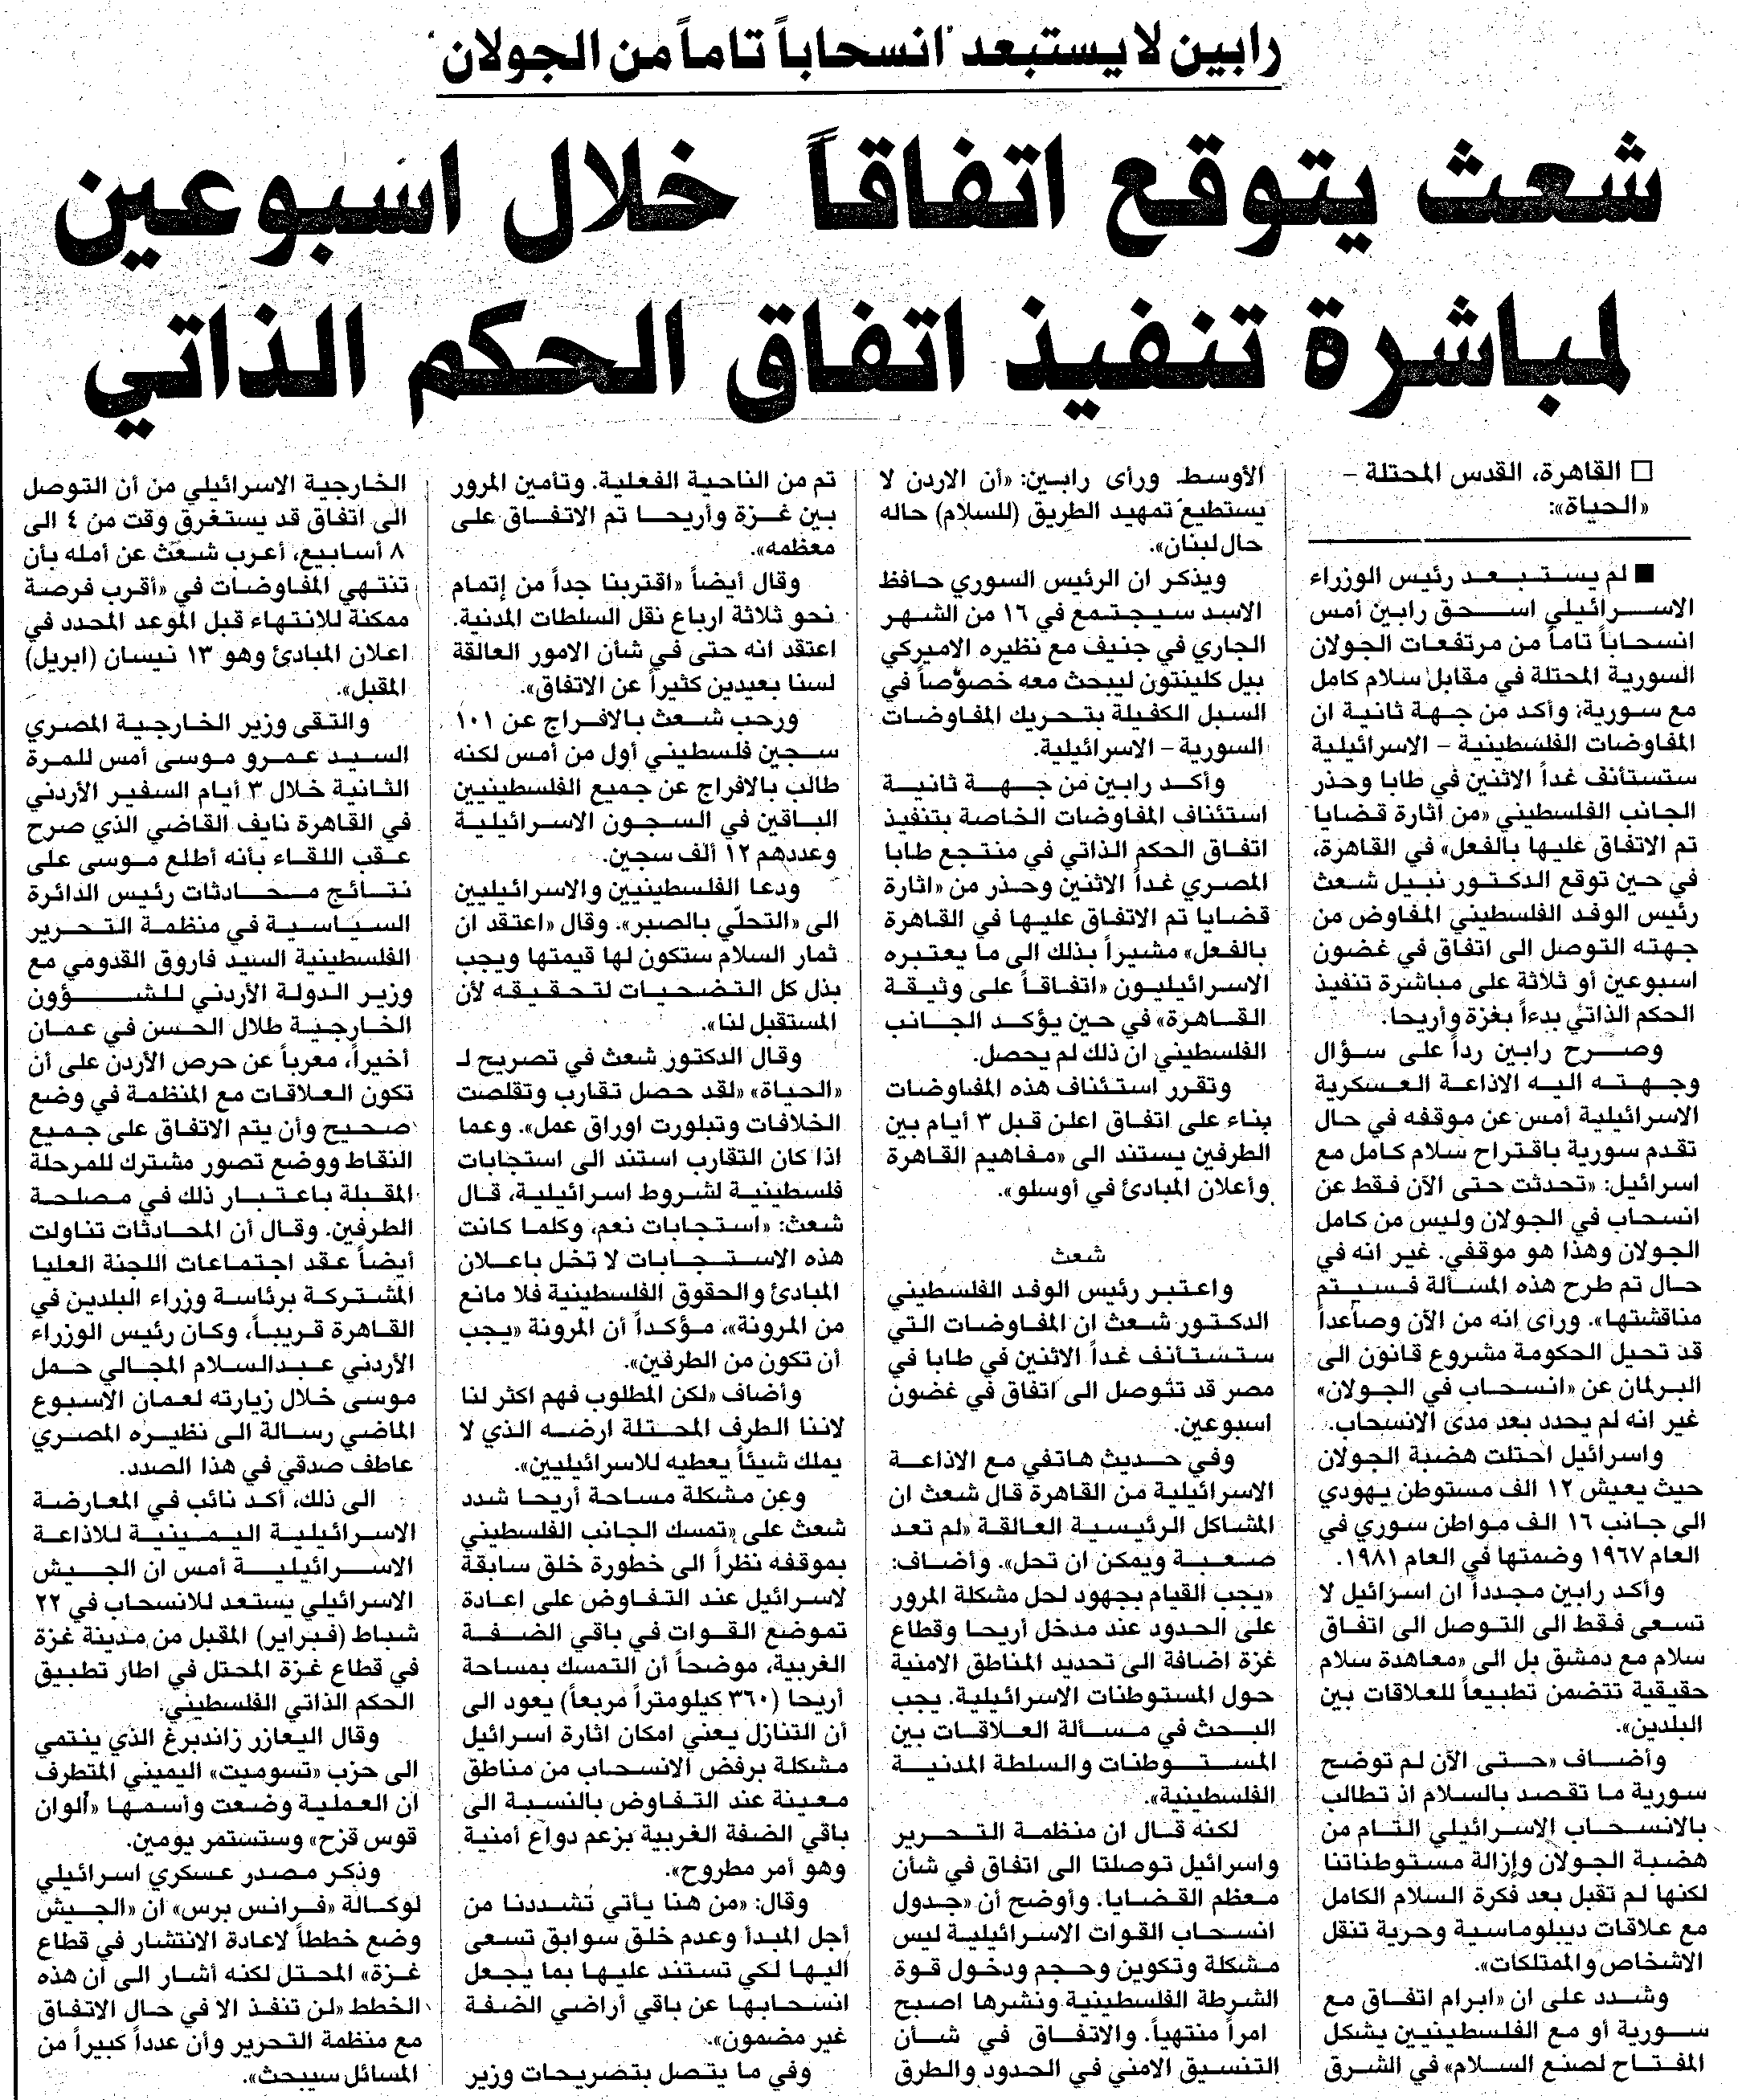 رابين لا يستبعد "انسحاباً تاماً من الجولان"
شعث يتوقع اتفاقاً خلال اسبوعين
لمباشرة تنفيذ اتفاق الحكم الذاتي
□ القاهرة، القدس المحتلة –
«الحياة»:
■ لم يستبعد رئيس الوزراء
الاسرائيلي اسحق رابين أمس
انسحاباً تاماً من مرتفعات الجولان
السورية المحتلة في مقابل سلام كامل
مع سورية، وأكد من جهة ثانية ان
المفاوضات الفلسطينية – الاسرائيلية
ستستأنف غداً الاثنين في طابا وحذر
الجانب الفلسطيني «من اثارة قضايا
تم الاتفاق عليها بالفعل» في القاهرة،
في حين توقع الدكتور نبيل شعث
رئيس الوفد الفلسطيني المفاوض من
جهته التوصل الى اتفاق في غضون
اسبوعين أو ثلاثة على مباشرة تنفيذ
الحكم الذاتي بدءاً بغزة وأريحا.
وصرح رابين رداً على سؤال
وجهته اليه الاذاعة العسكرية
الاسرائيلية أمس عن موقفه في حال
تقدم سورية باقتراح سلام كامل مع
اسرائيل: «تحدثت حتى الآن فقط عن
انسحاب في الجولان وليس من كامل
الجولان وهذا هو موقفي. غير انه في
حال تم طرح هذه المسألة فسيتم
مناقشتها». ورأى انه من الآن وصاعداً
قد تحيل الحكومة مشروع قانون الى
البرلمان عن «انسحاب في الجولان»
غير انه لم يحدد بعد مدى الانسحاب.
واسرائيل احتلت هضبة الجولان
حيث يعيش ١٢ الف مستوطن يهودي
الى جانب ١٦ الف مواطن سوري في
العام ١٩٦٧ وضمتها في العام ١٩٨١.
وأكد رابين مجدداً ان اسرائيل لا
تسعى فقط الى التوصل الى اتفاق
سلام مع دمشق بل الى «معاهدة سلام
حقيقية تتضمن تطبيعاً للعلاقات بين
البلدين».
وأضاف «حتى الآن لم توضح
سورية ما تقصد بالسلام اذ تطالب
بالانسحاب الاسرائيلي التام من
هضبة الجولان وإزالة مستوطناتنا
لكنها لم تقبل بعد فكرة السلام الكامل
مع علاقات ديبلوماسية وحرية تنقل
الاشخاص والممتلكات».
وشدد على ان «ابرام اتفاق مع
سورية أو مع الفلسطينيين يشكل
المفتاح لصنع السلام» في الشرق
الأوسط. ورأى رابين: «أن الاردن لا
يستطيع تمهيد الطريق (للسلام) حاله
حال لبنان».
ويذكر ان الرئيس السوري حافظ
الاسد سيجتمع في ١٦ من الشهر
الجاري في جنيف مع نظيره الاميركي
بيل كلينتون ليبحث معه خصوصاً في
السبل الكفيلة بتحريك المفاوضات
السورية – الاسرائيلية.
وأكد رابين من جهة ثانية
استئناف المفاوضات الخاصة بتنفيذ
اتفاق الحكم الذاتي في منتجع طابا
المصري غداً الاثنين وحذر من «اثارة
قضايا تم الاتفاق عليها في القاهرة
بالفعل» مشيراً بذلك الى ما يعتبره
الاسرائيليون «اتفاقاً على وثيقة
القاهرة» في حين يؤكد الجانب
الفلسطيني ان ذلك لم يحصل.
وتقرر استئناف هذه المفاوضات
بناء على اتفاق اعلن قبل ٣ أيام بين
الطرفين يستند الى «مفاهيم القاهرة
وأعلان المبادئ في أوسلو».
شعث
واعتبر رئيس الوفد الفلسطيني
الدكتور شعث ان المفاوضات التي
ستستأنف غداً الاثنين في طابا في
مصر قد تتوصل الى اتفاق في غضون
اسبوعين.
وفي حديث هاتفي مع الاذاعة
الاسرائيلية من القاهرة قال شعث ان
المشاكل الرئيسية العالقة «لم تعد
صعبة ويمكن ان تحل». وأضاف:
«يجب القيام بجهود لحل مشكلة المرور
على الحدود عند مدخل أريحا وقطاع
غزة اضافة الى تحديد المناطق الامنية
حول المستوطنات الاسرائيلية. يجب
البحث في مسألة العلاقات بين
المستوطنات والسلطة المدنية
الفلسطينية».
لكنه قال ان منظمة التحرير
واسرائيل توصلتا الى اتفاق في شأن
معظم القضايا. وأوضح أن «جدول
انسحاب القوات الاسرائيلية ليس
مشكلة وتكوين وحجم ودخول قوة
الشرطة الفلسطينية ونشرها اصبح
امراً منتهياً. والاتفاق في شأن
التنسيق الامني في الحدود والطرق
تم من الناحية الفعلية. وتأمين المرور
بين غزة وأريحا تم الاتفاق على
معظمه».
وقال أيضاً «اقتربنا جداً من إتمام
نحو ثلاثة ارباع نقل السلطات المدنية.
اعتقد انه حتى في شأن الامور العالقة
لسنا بعيدين كثيراً عن الاتفاق».
ورحب شعث بالافراج عن ١٠١
سجين فلسطيني أول من أمس لكنه
طالب بالافراج عن جميع الفلسطينيين
الباقين في السجون الاسرائيلية
وعددهم ١٢ ألف سجين.
ودعا الفلسطينيين والاسرائيليين
الى «التحلّي بالصبر». وقال «اعتقد ان
ثمار السلام ستكون لها قيمتها ويجب
بذل كل التضحيات لتحقيقه لأن
المستقبل لنا».
وقال الدكتور شعث في تصريح لـ
«الحياة» «لقد حصل تقارب وتقلصت
الخلافات وتبلورت اوراق عمل». وعما
اذا كان التقارب استند الى استجابات
فلسطينية لشروط اسرائيلية، قال
شعث: «استجابات نعم، وكلما كانت
هذه الاستجابات لا تخل باعلان
المبادئ والحقوق الفلسطينية فلا مانع
من المرونة»، مؤكداً أن المرونة «يجب
أن تكون من الطرفين».
وأضاف «لكن المطلوب فهم اكثر لنا
لاننا الطرف المحتلة ارضه الذي لا
يملك شيئاً يعطيه للاسرائيليين».
وعن مشكلة مساحة أريحا شدد
شعث على «تمسك الجانب الفلسطيني
بموقفه نظراً الى خطورة خلق سابقة
لاسرائيل عند التفاوض على اعادة
تموضع القوات في باقي الضفة
الغربية، موضحاً أن التمسك بمساحة
أريحا (٣٦٠ كيلومتراً مربعاً) يعود الى
أن التنازل يعني امكان اثارة اسرائيل
مشكلة برفض الانسحاب من مناطق
معينة عند التفاوض بالنسبة الى
باقي الضفة الغربية بزعم دواع أمنية
وهو أمر مطروح».
وقال: «من هنا يأتي تشددنا من
أجل المبدأ وعدم خلق سوابق تسعى
اليها لكي تستند عليها بما يجعل
انسحابها عن باقي أراضي الضفة
غير مضمون».
وفي ما يتصل بتصريحات وزير
الخارجية الاسرائيلي من أن التوصل
الى اتفاق قد يستغرق وقت من ٤ الى
٨ أسابيع، أعرب شعث عن أمله بأن
تنتهي المفاوضات في «أقرب فرصة
ممكنة للانتهاء قبل الموعد المحدد في
اعلان المبادئ وهو ١٣ نيسان (ابريل)
المقبل».
والتقى وزير الخارجية المصري
السيد عمرو موسى أمس للمرة
الثانية خلال ٣ أيام السفير الأردني
في القاهرة نايف القاضي الذي صرح
عقب اللقاء بأنه أطلع موسى على
نتائج محادثات رئيس الدائرة
السياسية في منظمة التحرير
الفلسطينية السيد فاروق القدومي مع
وزير الدولة الأردني للشؤون
الخارجية طلال الحسن في عمان
أخيراً، معرباً عن حرص الأردن على أن
تكون العلاقات مع المنظمة في وضع
صحيح وأن يتم الاتفاق على جميع
النقاط ووضع تصور مشترك للمرحلة
المقبلة باعتبار ذلك في مصلحة
الطرفين. وقال أن المحادثات تناولت
أيضاً عقد اجتماعات اللجنة العليا
المشتركة برئاسة وزراء البلدين في
القاهرة قريباً، وكان رئيس الوزراء
الأردني عبدالسلام المجالي حمل
موسى خلال زيارته لعمان الاسبوع
الماضي رسالة الى نظيره المصري
عاطف صدقي في هذا الصدد.
الى ذلك، أكد نائب في المعارضة
الاسرائيلية اليمينية للاذاعة
الاسرائيلية أمس ان الجيش
الاسرائيلي يستعد للانسحاب في ٢٢
شباط (فبراير) المقبل من مدينة غزة
في قطاع غزة المحتل في اطار تطبيق
الحكم الذاتي الفلسطيني.
وقال اليعازر زاندبرغ الذي ينتمي
الى حزب «تسوميت» اليميني المتطرف
ان العملية وضعت وأسمها «ألوان
قوس قزح» وستستمر يومين.
وذكر مصدر عسكري اسرائيلي
لوكالة «فرانس برس» ان «الجيش
وضع خططاً لاعادة الانتشار في قطاع
غزة» المحتل لكنه أشار الى ان هذه
الخطط «لن تنفذ الا في حال الاتفاق
مع منظمة التحرير وأن عدداً كبيراً من
المسائل سيبحث».